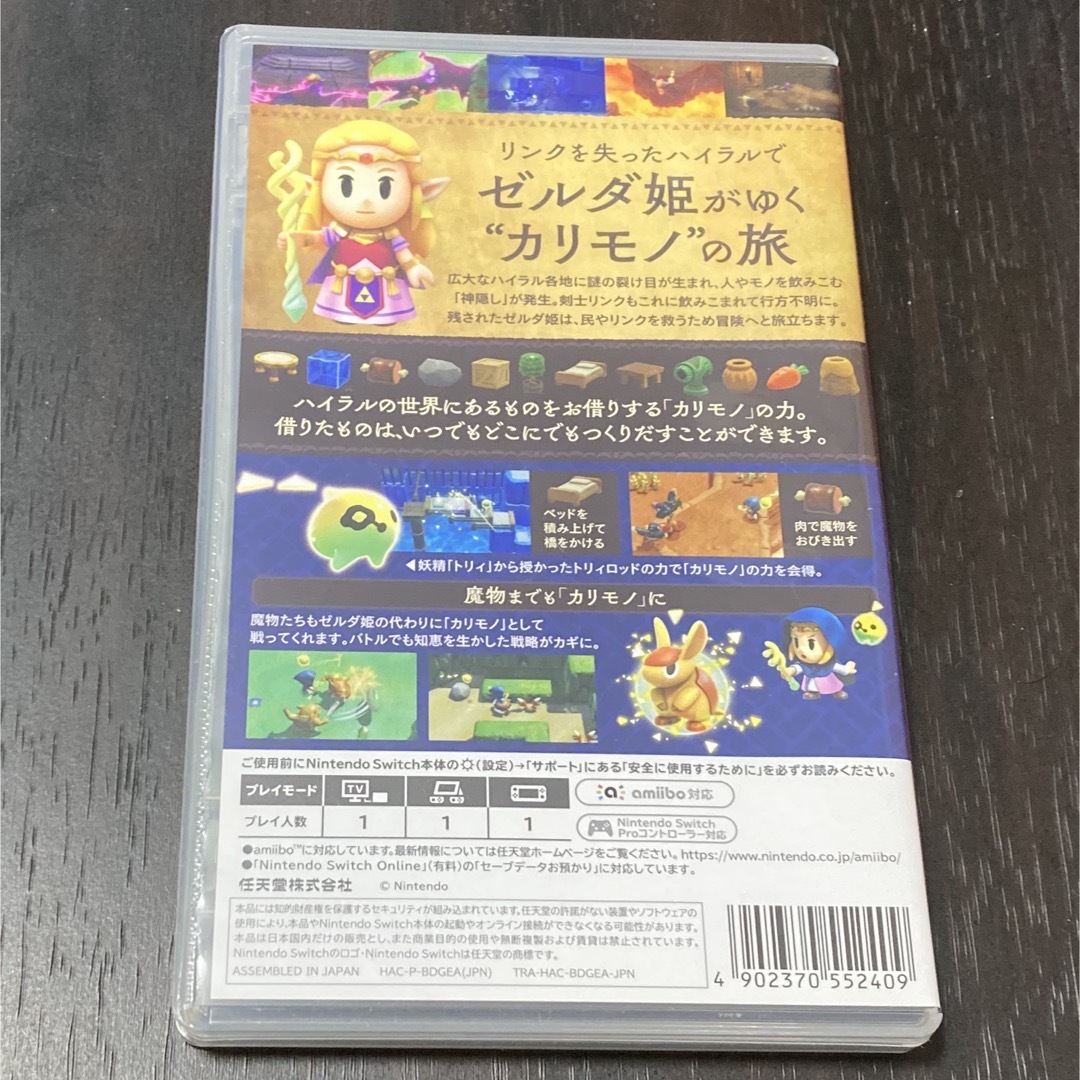 リンクを失ったハイラルで
ゼルダ姫がゆく
“カリモノ”の旅
広大なハイラル各地に謎の裂け目が生まれ、人やモノを飲みこむ
「神隠し」が発生。剣士リンクもこれに飲みこまれて行方不明に。
残されたゼルダ姫は、民やリンクを救うため冒険へと旅立ちます。
ハイラルの世界にあるものをお借りする「カリモノ」の力。
借りたものは、いつでもどこにでもつくりだすことができます。
ベッドを
積み上げて
橋をかける
肉で魔物を
おびき出す
◀妖精「トリィ」から授かったトリィロッドの力で「カリモノ」の力を会得。
魔物までも「カリモノ」に
魔物たちもゼルダ姫の代わりに「カリモノ」として
戦ってくれます。バトルでも知恵を生かした戦略がカギに。
ご使用前にNintendo Switch本体の(設定)→「サポート」にある「安全に使用するために」を必ずお読みください。
プレイモード TV
プレイ人数 1 1 1
amiibo対応
Nintendo Switch
Proコントローラー対応
●amiibo™に対応しています。最新情報については任天堂ホームページをご覧ください。https://www.nintendo.co.jp/amiibo/
●「Nintendo Switch Online」(有料)の「セーブデータお預かり」に対応しています。
任天堂株式会社 © Nintendo
本品には知的財産権を保護するセキュリティが組み込まれています。任天堂の許諾がない装置やソフトウェアの
使用により、本品やNintendo Switch本体の起動やオンライン接続ができなくなる可能性があります。
本品は日本国内だけの販売とし、また商業目的の使用や無断複製および賃貸は禁止されています。
Nintendo Switchのロゴ・Nintendo Switchは任天堂の商標です。
ASSEMBLED IN JAPAN HAC-P-BDGEA(JPN) TRA-HAC-BDGEA-JPN
4 902370 552409